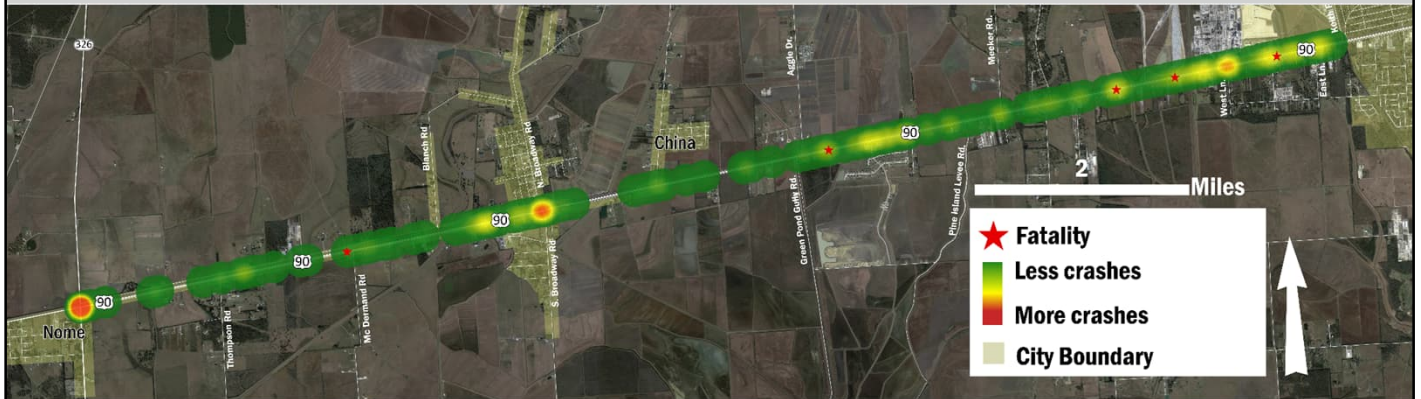 326
Blanch Rd
N. Broadway Rd
China
Aggie Dr.
Meeker Rd.
West Ln.
East Ln.
90
90
90
90
90
Nome
Thompson Rd
Mc Dermand Rd
S. Broadway Rd
Green Pond Gully Rd.
Pine Island Levee Rd.
2
Miles
Fatality
Less crashes
More crashes
City Boundary